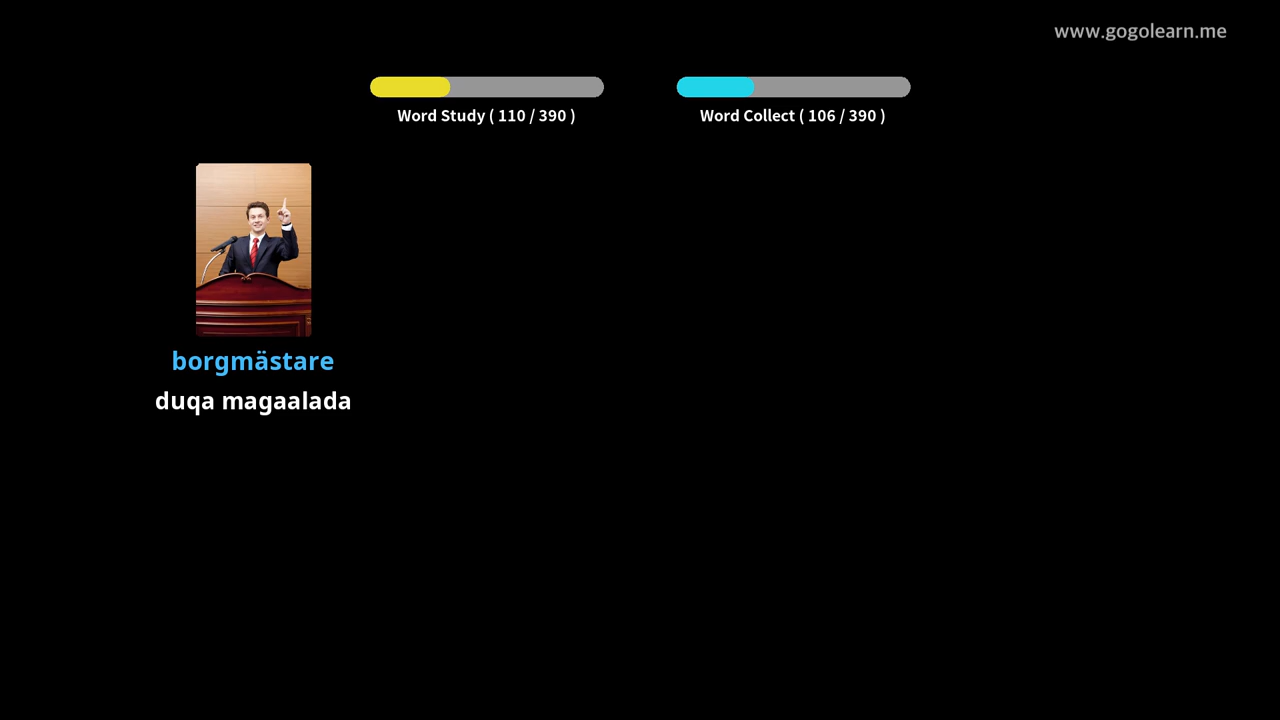 www.gogolearn.me
Word Study ( 110 / 390 )
Word Collect ( 106 / 390 )
borgmästare
duqa magaalada